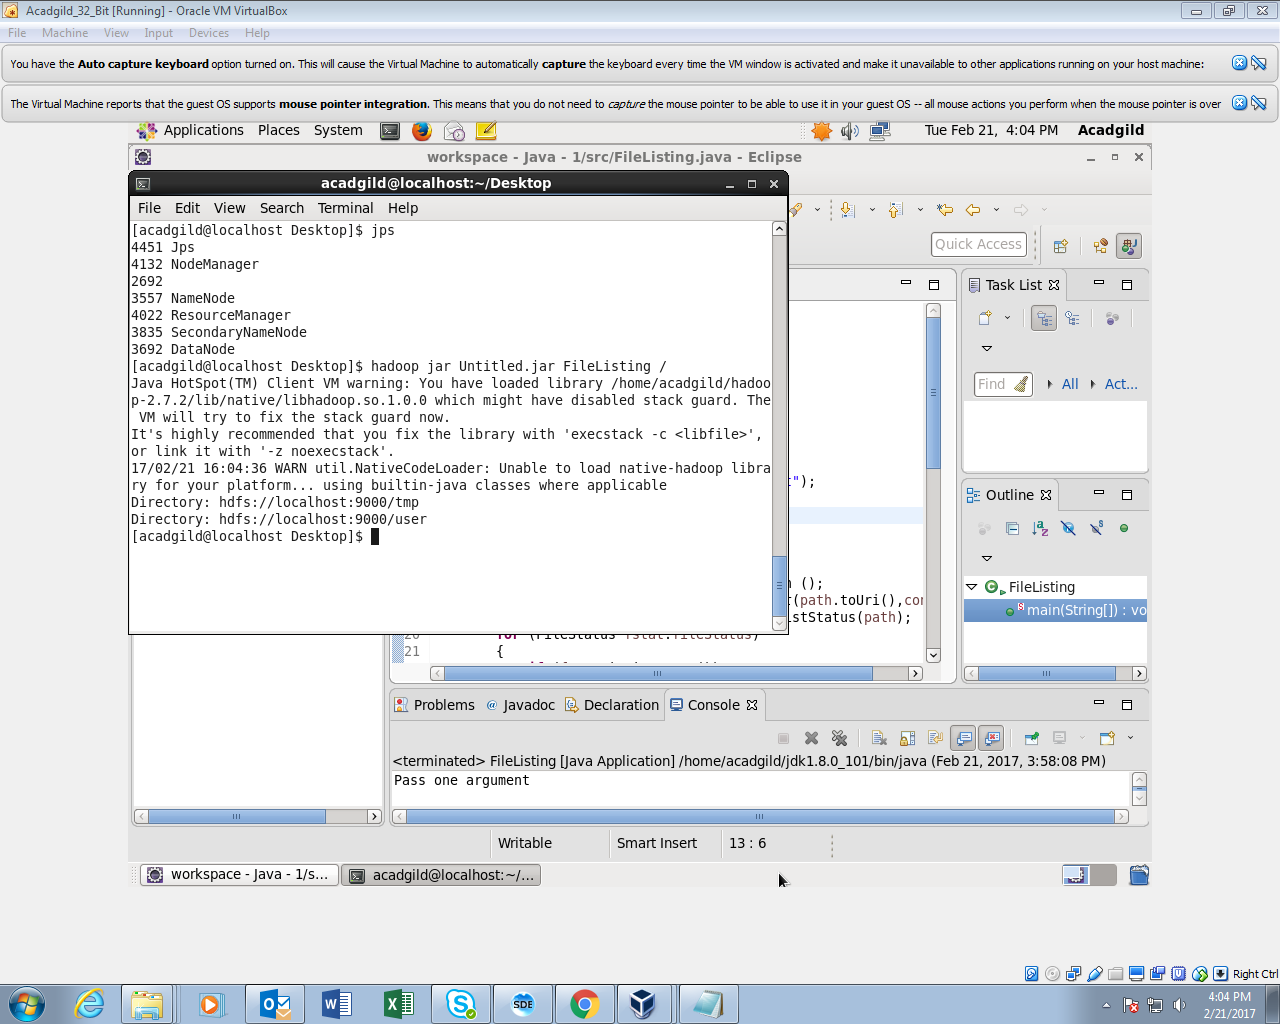 Acadgild_32_Bit [Running] - Oracle VM VirtualBox
File Machine View Input Devices Help
You have the Auto capture keyboard option turned on. This will cause the Virtual Machine to automatically capture the keyboard every time the VM window is activated and make it unavailable to other applications running on your host machine:
The Virtual Machine reports that the guest OS supports mouse pointer integration. This means that you do not need to capture the mouse pointer to be able to use it in your guest OS -- all mouse actions you perform when the mouse pointer is over
Applications Places System Tue Feb 21, 4:04 PM Acadgild
workspace - Java - 1/src/FileListing.java - Eclipse
acadgild@localhost:~/Desktop
File Edit View Search Terminal Help
[acadgild@localhost Desktop]$ jps
4451 Jps
4132 NodeManager
2692
3557 NameNode
4022 ResourceManager
3835 SecondaryNameNode
3692 DataNode
[acadgild@localhost Desktop]$ hadoop jar Untitled.jar FileListing /
Java HotSpot(TM) Client VM warning: You have loaded library /home/acadgild/hadoo
p-2.7.2/lib/native/libhadoop.so.1.0.0 which might have disabled stack guard. The
VM will try to fix the stack guard now.
It's highly recommended that you fix the library with 'execstack -c <libfile>',
or link it with '-z noexecstack'.
17/02/21 16:04:36 WARN util.NativeCodeLoader: Unable to load native-hadoop libra
ry for your platform... using builtin-java classes where applicable
Directory: hdfs://localhost:9000/tmp
Directory: hdfs://localhost:9000/user
[acadgild@localhost Desktop]$
Quick Access
Task List
Find All Act...
Outline
FileListing
main(String[]) : vo
");
();
(path.toUri(),con
istStatus(path);
21 {
Problems @ Javadoc Declaration Console
<terminated> FileListing [Java Application] /home/acadgild/jdk1.8.0_101/bin/java (Feb 21, 2017, 3:58:08 PM)
Pass one argument
Writable Smart Insert 13 : 6
workspace - Java - 1/s... acadgild@localhost:~/...
Right Ctrl
SDE
4:04 PM
2/21/2017